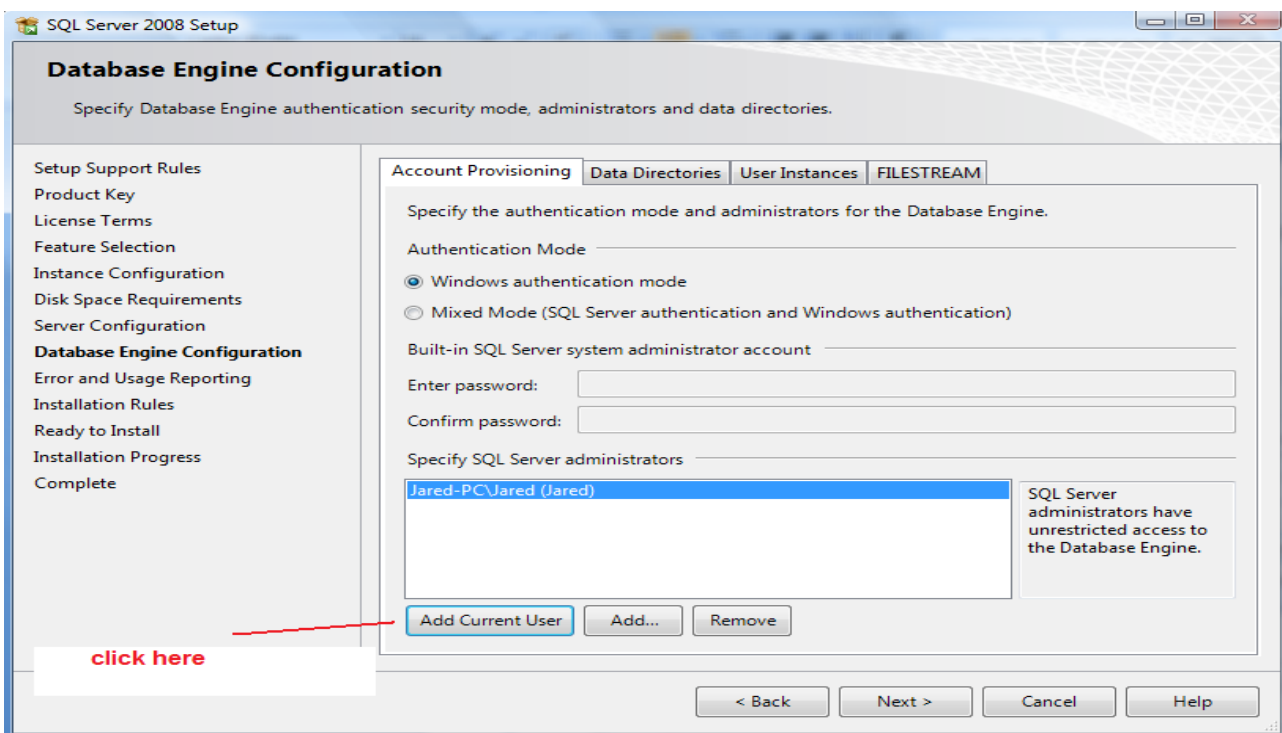 SQL Server 2008 Setup
Database Engine Configuration
Specify Database Engine authentication security mode, administrators and data directories.
Setup Support Rules
Product Key
License Terms
Feature Selection
Instance Configuration
Disk Space Requirements
Server Configuration
Database Engine Configuration
Error and Usage Reporting
Installation Rules
Ready to Install
Installation Progress
Complete
Account Provisioning Data Directories User Instances FILESTREAM
Specify the authentication mode and administrators for the Database Engine.
Authentication Mode
Windows authentication mode
Mixed Mode (SQL Server authentication and Windows authentication)
Built-in SQL Server system administrator account
Enter password:
Confirm password:
Specify SQL Server administrators
Jared-PC\Jared (Jared)
SQL Server
administrators have
unrestricted access to
the Database Engine.
Add Current User Add... Remove
click here
< Back Next > Cancel Help